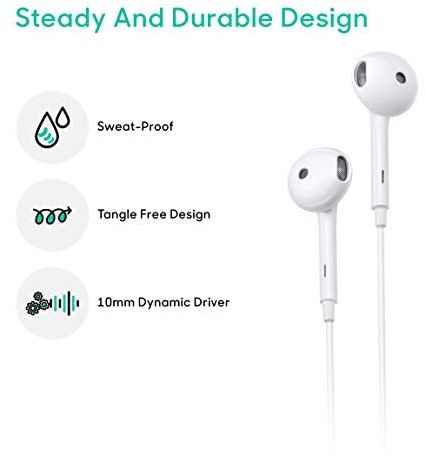 Steady And Durable Design
Sweat-Proof
Tangle Free Design
10mm Dynamic Driver